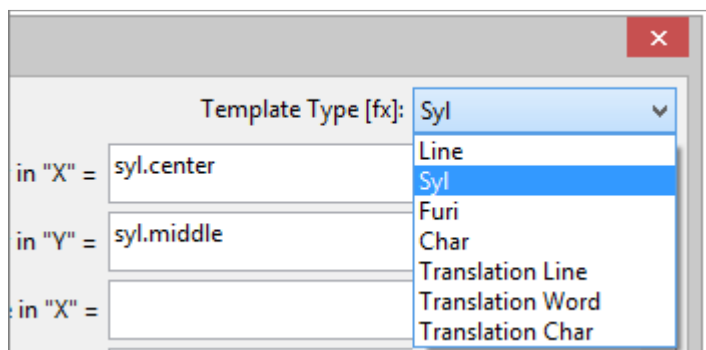 Template Type [fx]: Syl
Line
in "X" = syl.center
Syl
Furi
in "Y" = syl.middle
Char
Translation Line
Translation Word
in "X" =
Translation Char